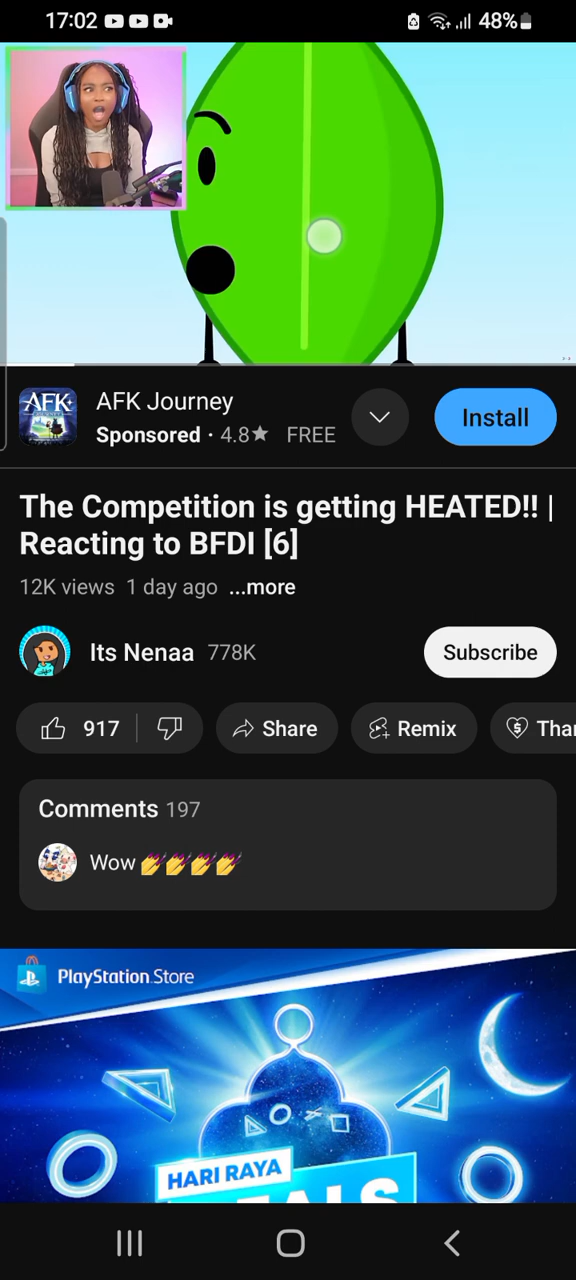 17:02
48%
AFK
AFK Journey
Sponsored · 4.8★ FREE
Install
The Competition is getting HEATED!! |
Reacting to BFDI [6]
12K views 1 day ago ...more
Its Nenaa 778K
Subscribe
917
Share
Remix
Than
Comments 197
Wow 💅💅💅💅
PlayStation.Store
HARI RAYA